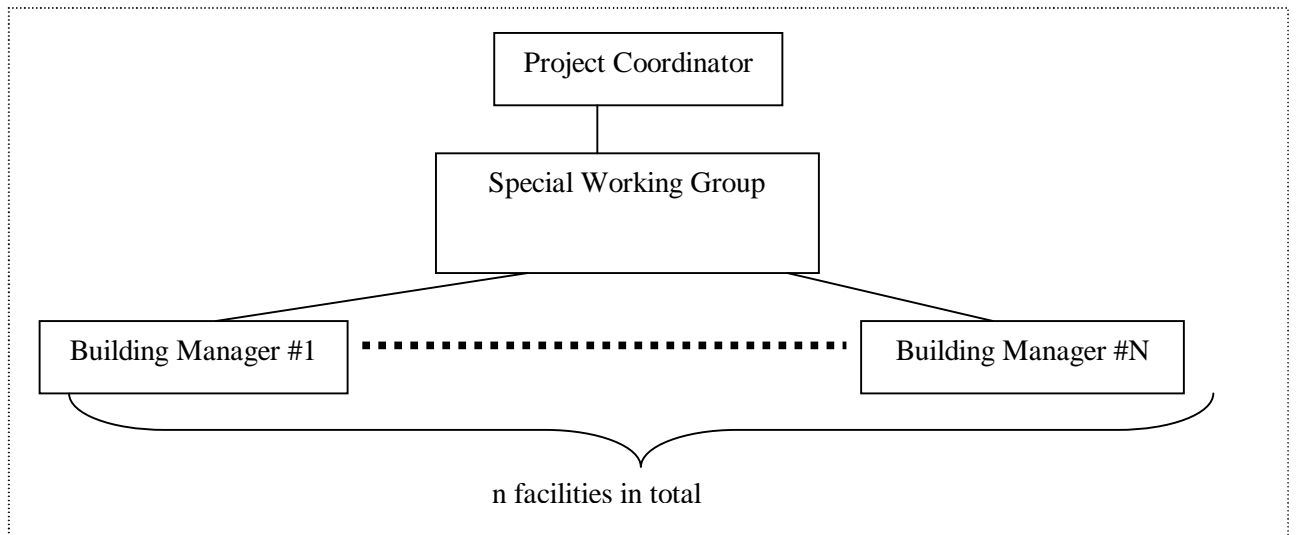 Project Coordinator
Special Working Group
Building Manager #1
Building Manager #N
n facilities in total